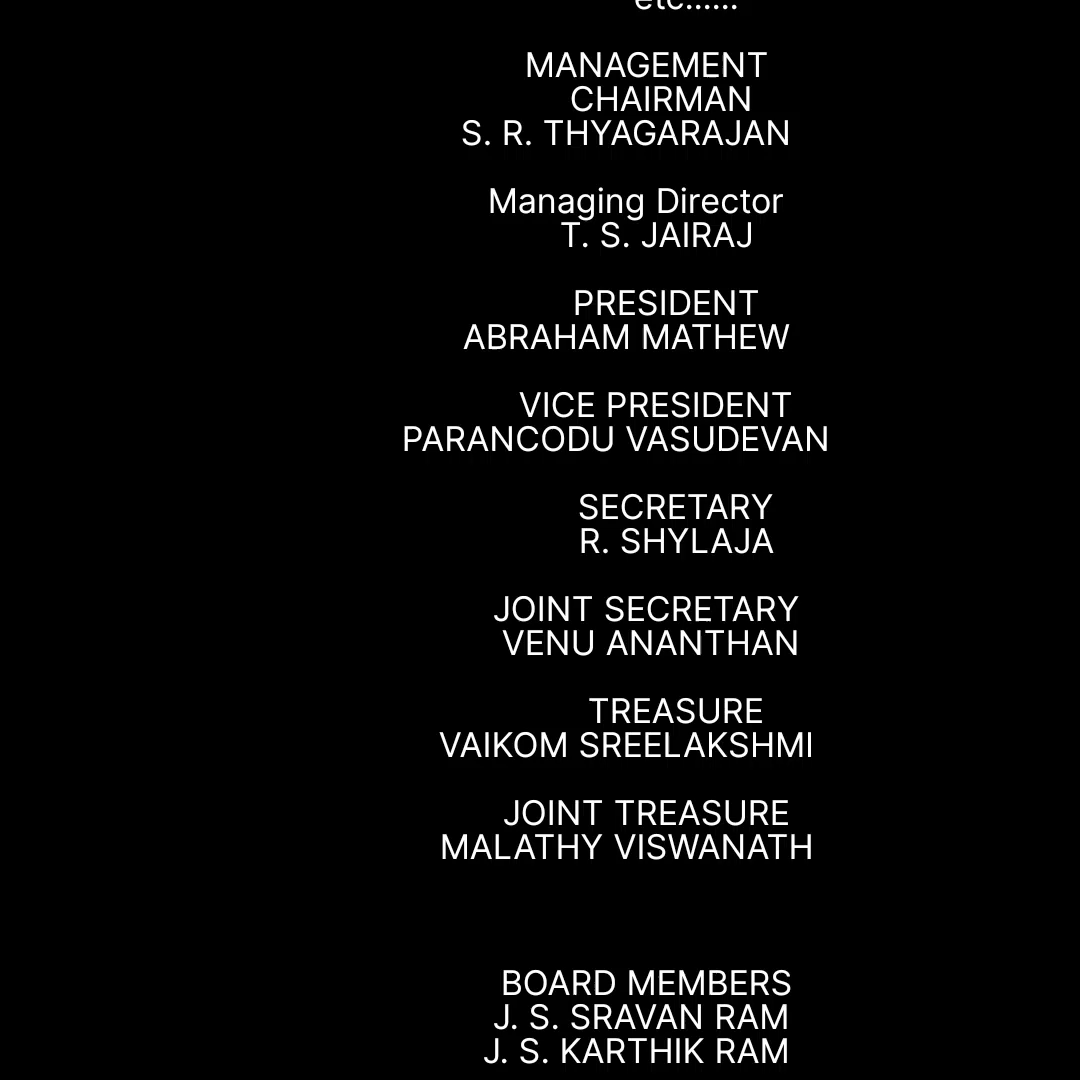 etc......
MANAGEMENT
CHAIRMAN
S. R. THYAGARAJAN
Managing Director
T. S. JAIRAJ
PRESIDENT
ABRAHAM MATHEW
VICE PRESIDENT
PARANCODU VASUDEVAN
SECRETARY
R. SHYLAJA
JOINT SECRETARY
VENU ANANTHAN
TREASURE
VAIKOM SREELAKSHMI
JOINT TREASURE
MALATHY VISWANATH
BOARD MEMBERS
J. S. SRAVAN RAM
J. S. KARTHIK RAM